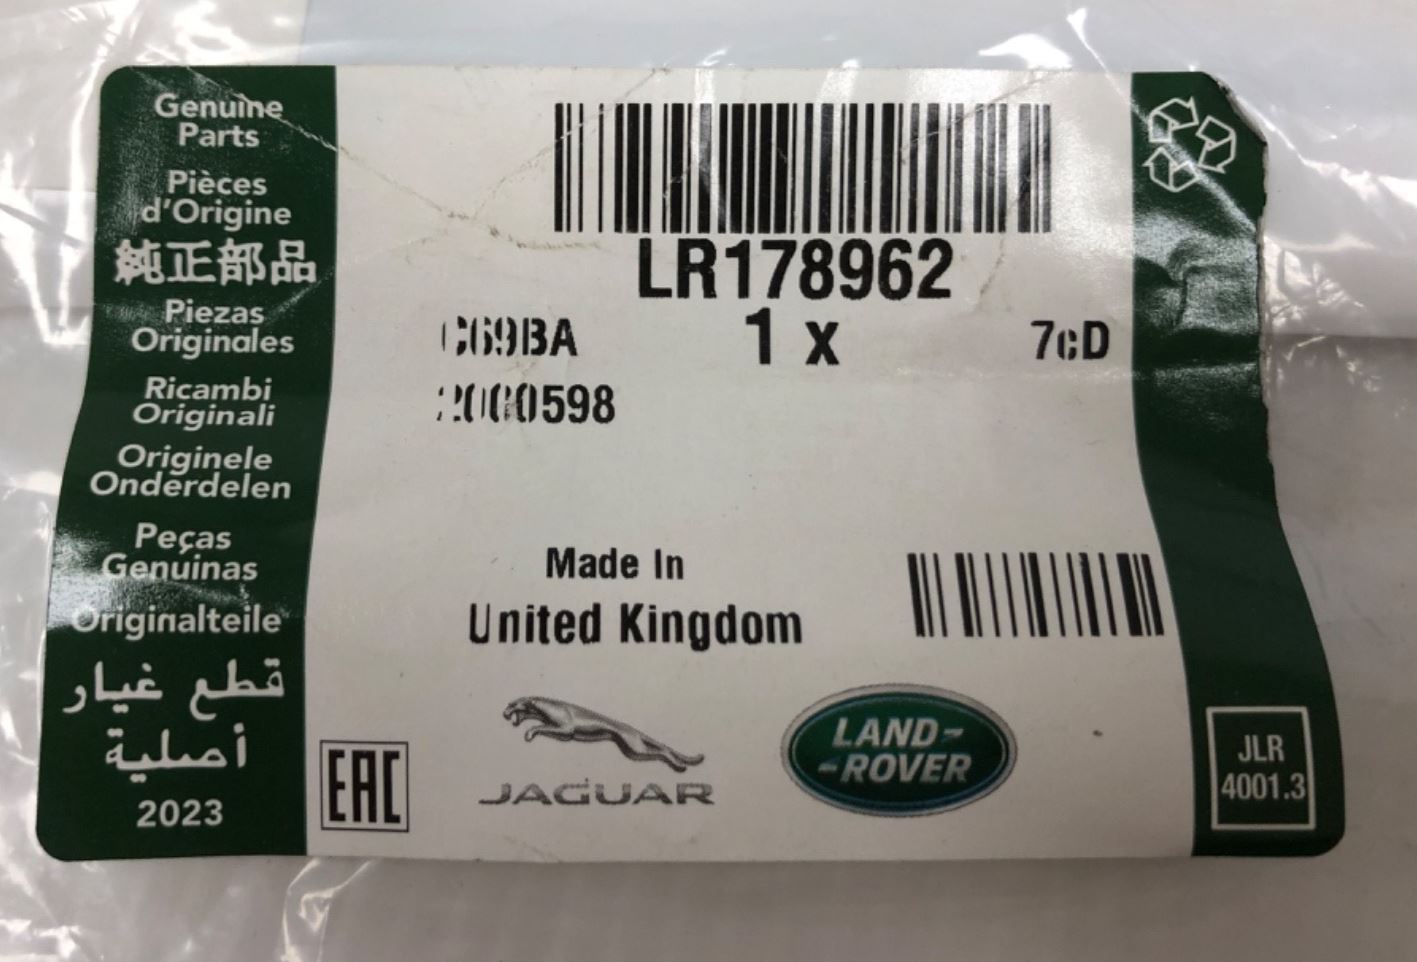 Genuine
Parts
Pièces
d'Origine
純正部品
Piezas
Originales
Ricambi
Originali
Originele
Onderdelen
Peças
Genuinas
Originalteile
قطع غيار
أصلية
2023
LR178962
C69BA 1 x 7cD
Made In
United Kingdom
EAC
JAGUAR
LAND-
-ROVER
JLR
4001.3